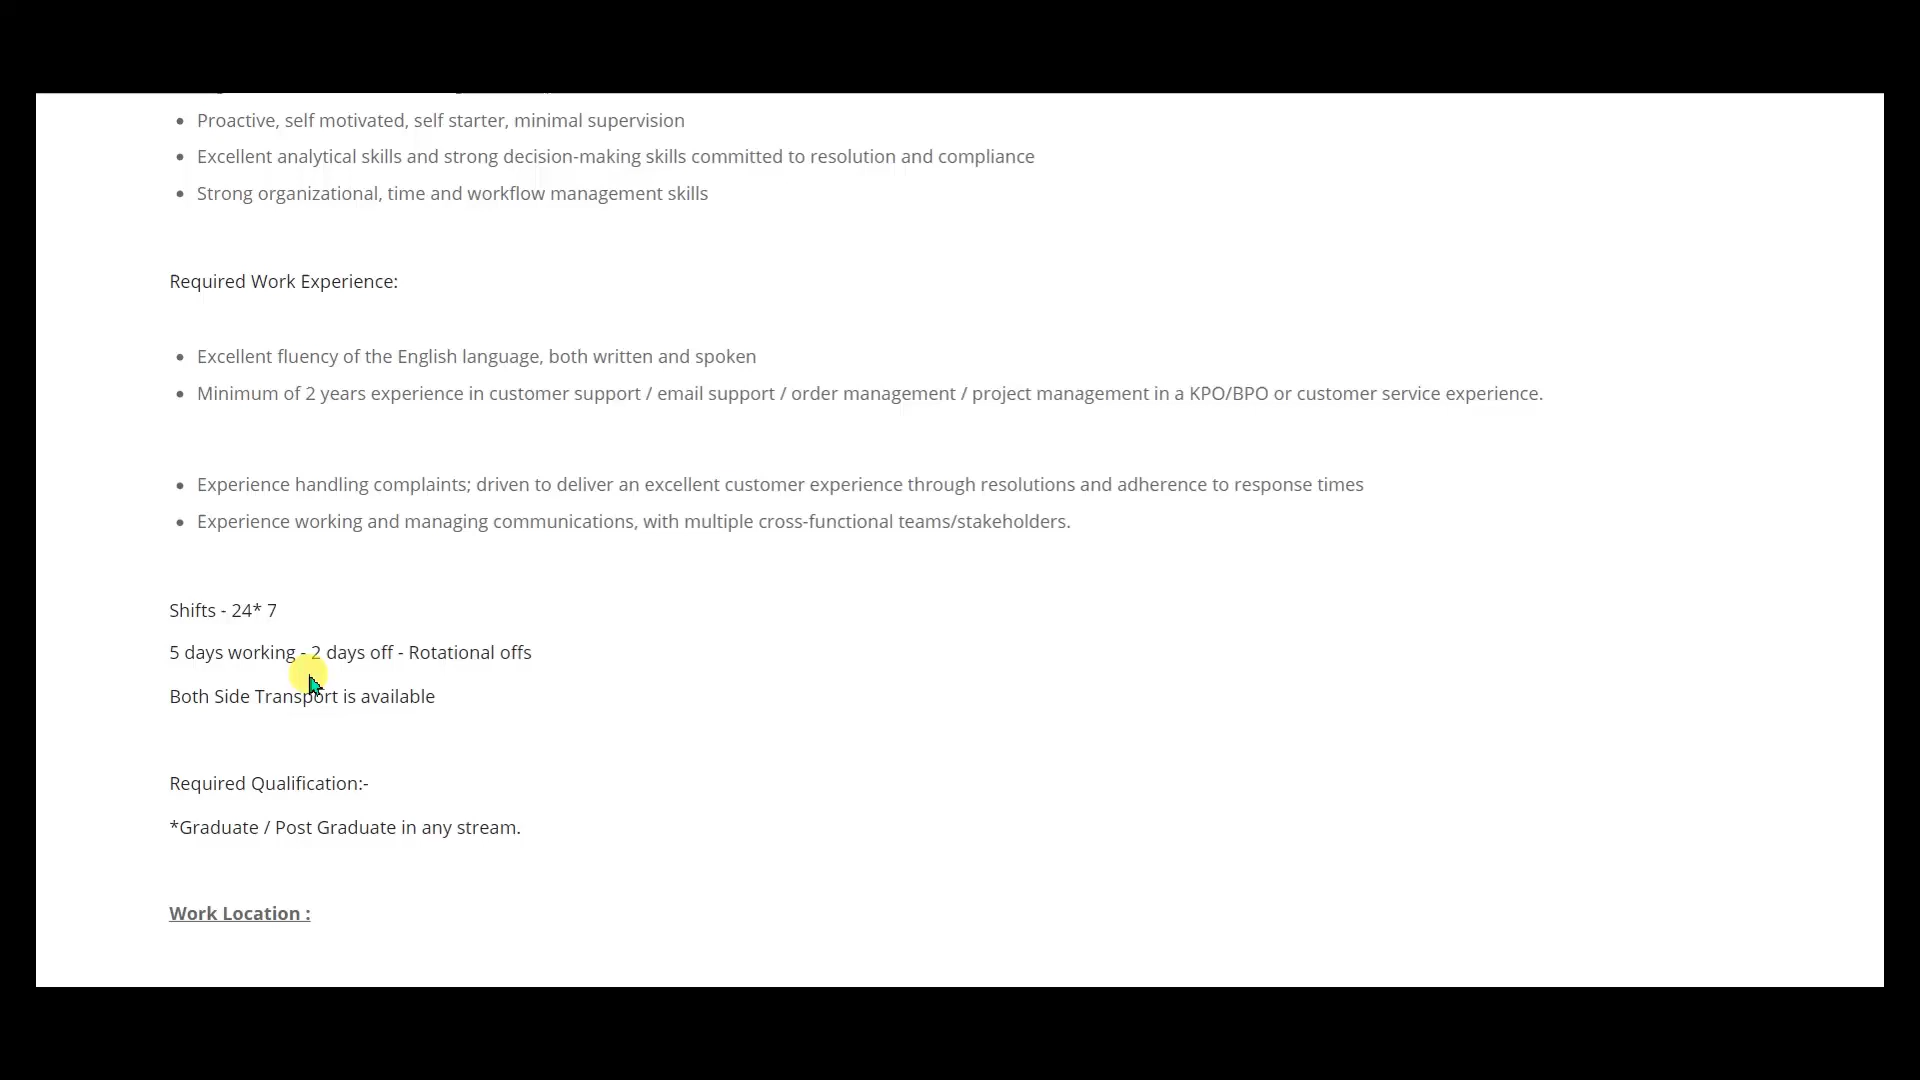 Proactive, self motivated, self starter, minimal supervision
Excellent analytical skills and strong decision-making skills committed to resolution and compliance
Strong organizational, time and workflow management skills
Required Work Experience:
Excellent fluency of the English language, both written and spoken
Minimum of 2 years experience in customer support / email support / order management / project management in a KPO/BPO or customer service experience.
Experience handling complaints; driven to deliver an excellent customer experience through resolutions and adherence to response times
Experience working and managing communications, with multiple cross-functional teams/stakeholders.
Shifts - 24* 7
5 days working - 2 days off - Rotational offs
Both Side Transport is available
Required Qualification:-
*Graduate / Post Graduate in any stream.
Work Location :